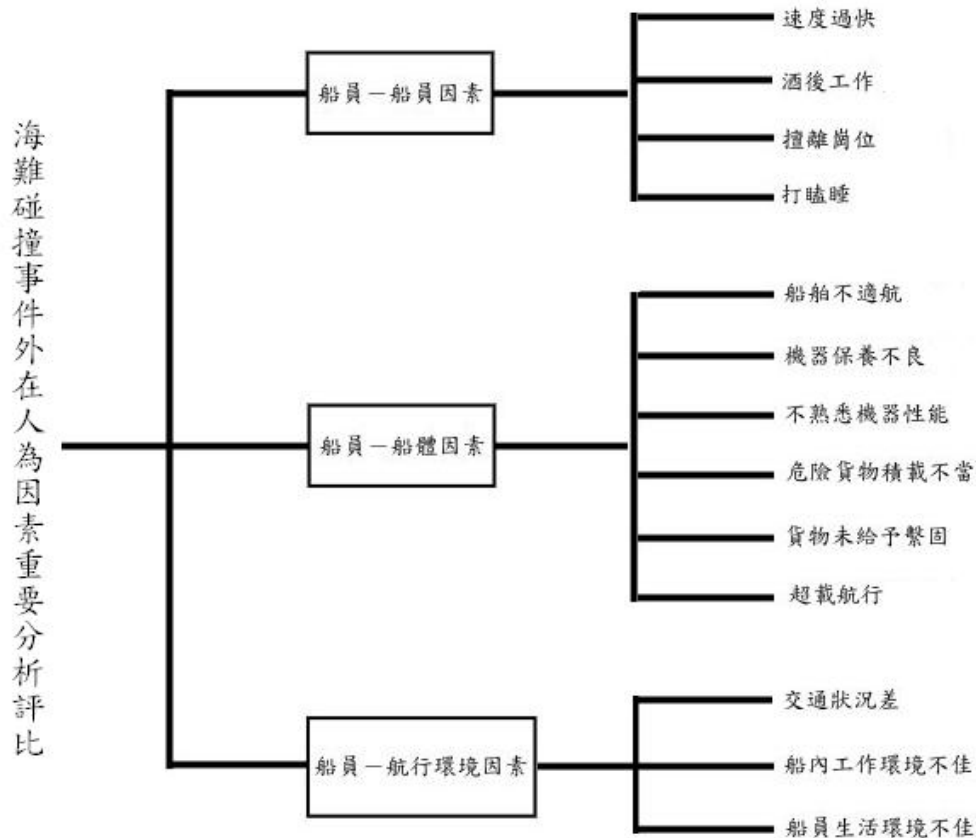 海難碰撞事件外在人為因素重要分析評比
船員－船員因素
速度過快
酒後工作
擅離崗位
打瞌睡
船員－船體因素
船舶不適航
機器保養不良
不熟悉機器性能
危險貨物積載不當
貨物未給予繫固
超載航行
船員－航行環境因素
交通狀況差
船內工作環境不佳
船員生活環境不佳